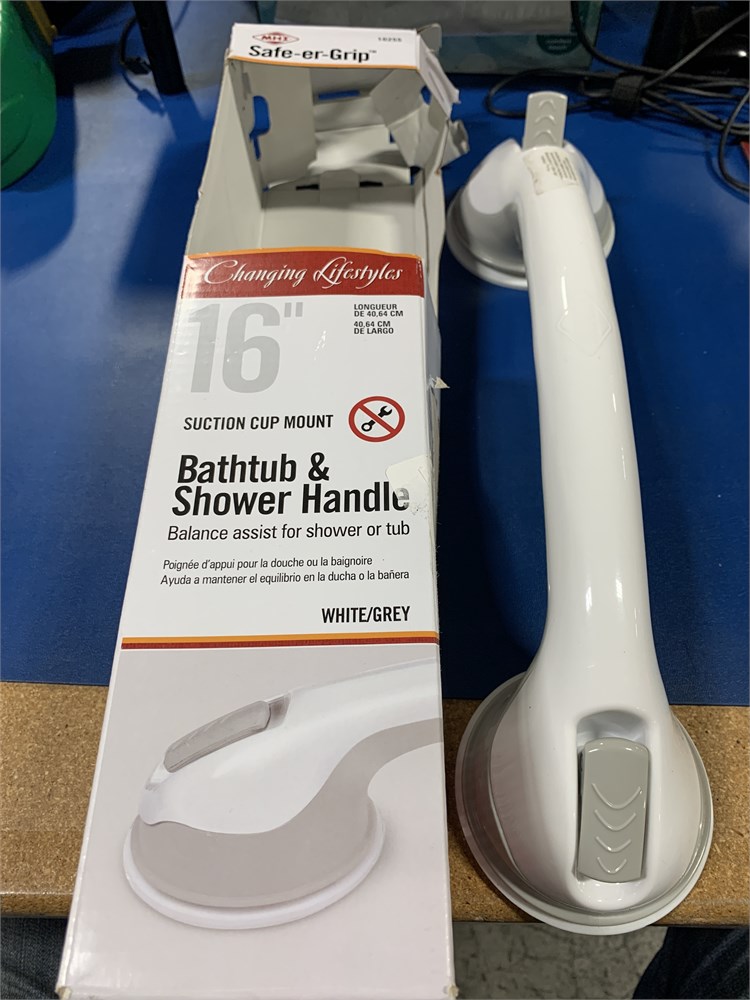 MHI
Safe-er-Grip™
Changing Lifestyles
16"
LONGUEUR
DE 40,64 CM
40,64 CM
DE LARGO
SUCTION CUP MOUNT
Bathtub &
Shower Handle
Balance assist for shower or tub
Poignée d'appui pour la douche ou la baignoire
Ayuda a mantener el equilibrio en la ducha o la bañera
WHITE/GREY